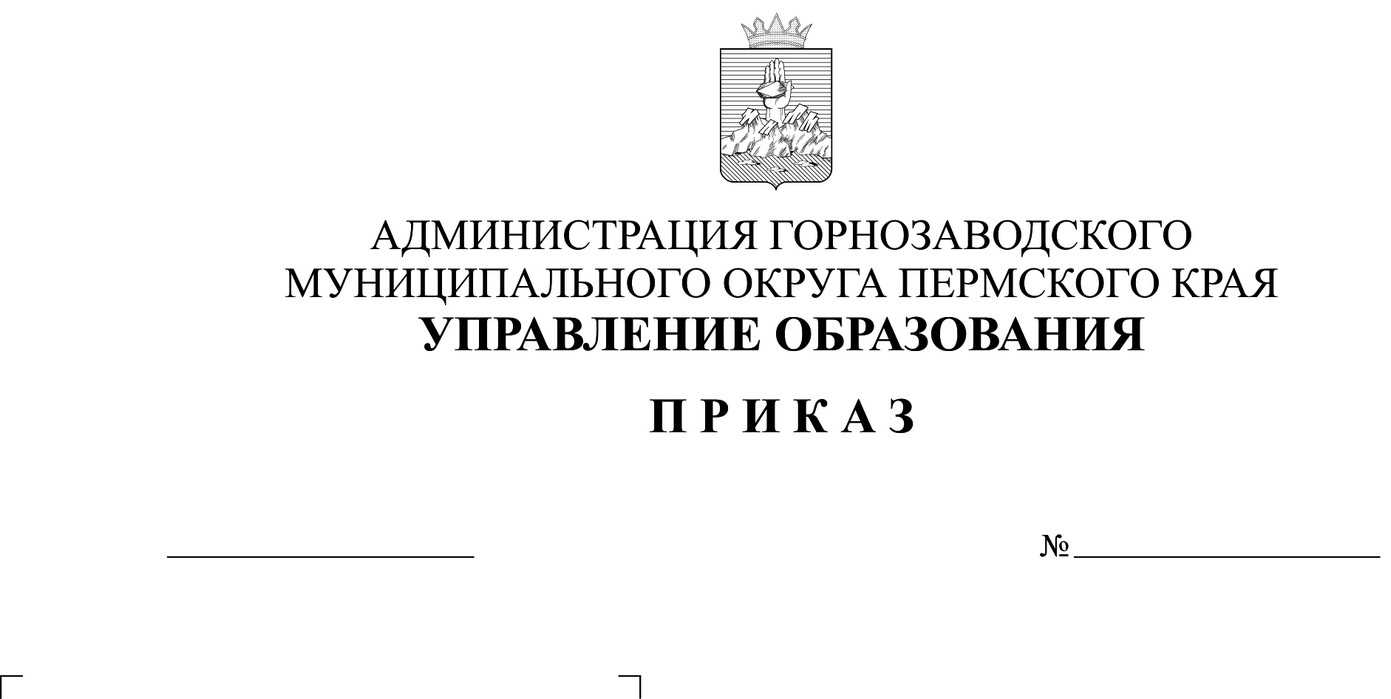 АДМИНИСТРАЦИЯ ГОРНОЗАВОДСКОГО
МУНИЦИПАЛЬНОГО ОКРУГА ПЕРМСКОГО КРАЯ
УПРАВЛЕНИЕ ОБРАЗОВАНИЯ
П Р И К А З
№